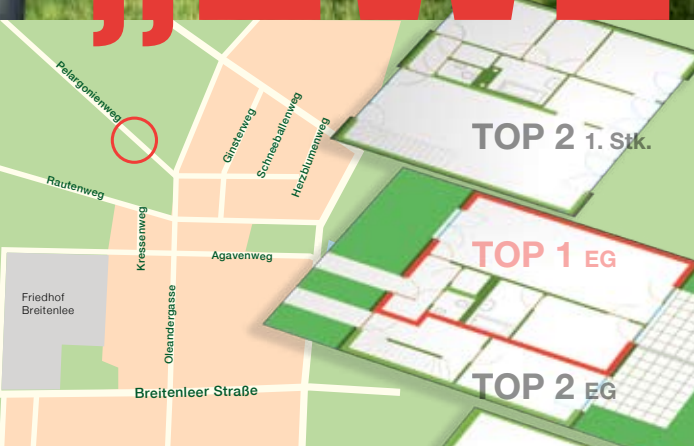 Pelargonienweg
Ginsterweg
Schneeballenweg
Herzblumenweg
TOP 2 1. Stk.
Rautenweg
Kressenweg
Agavenweg
TOP 1 EG
Friedhof
Breitenlee
Oleandergasse
Breitenleer Straße
TOP 2 EG